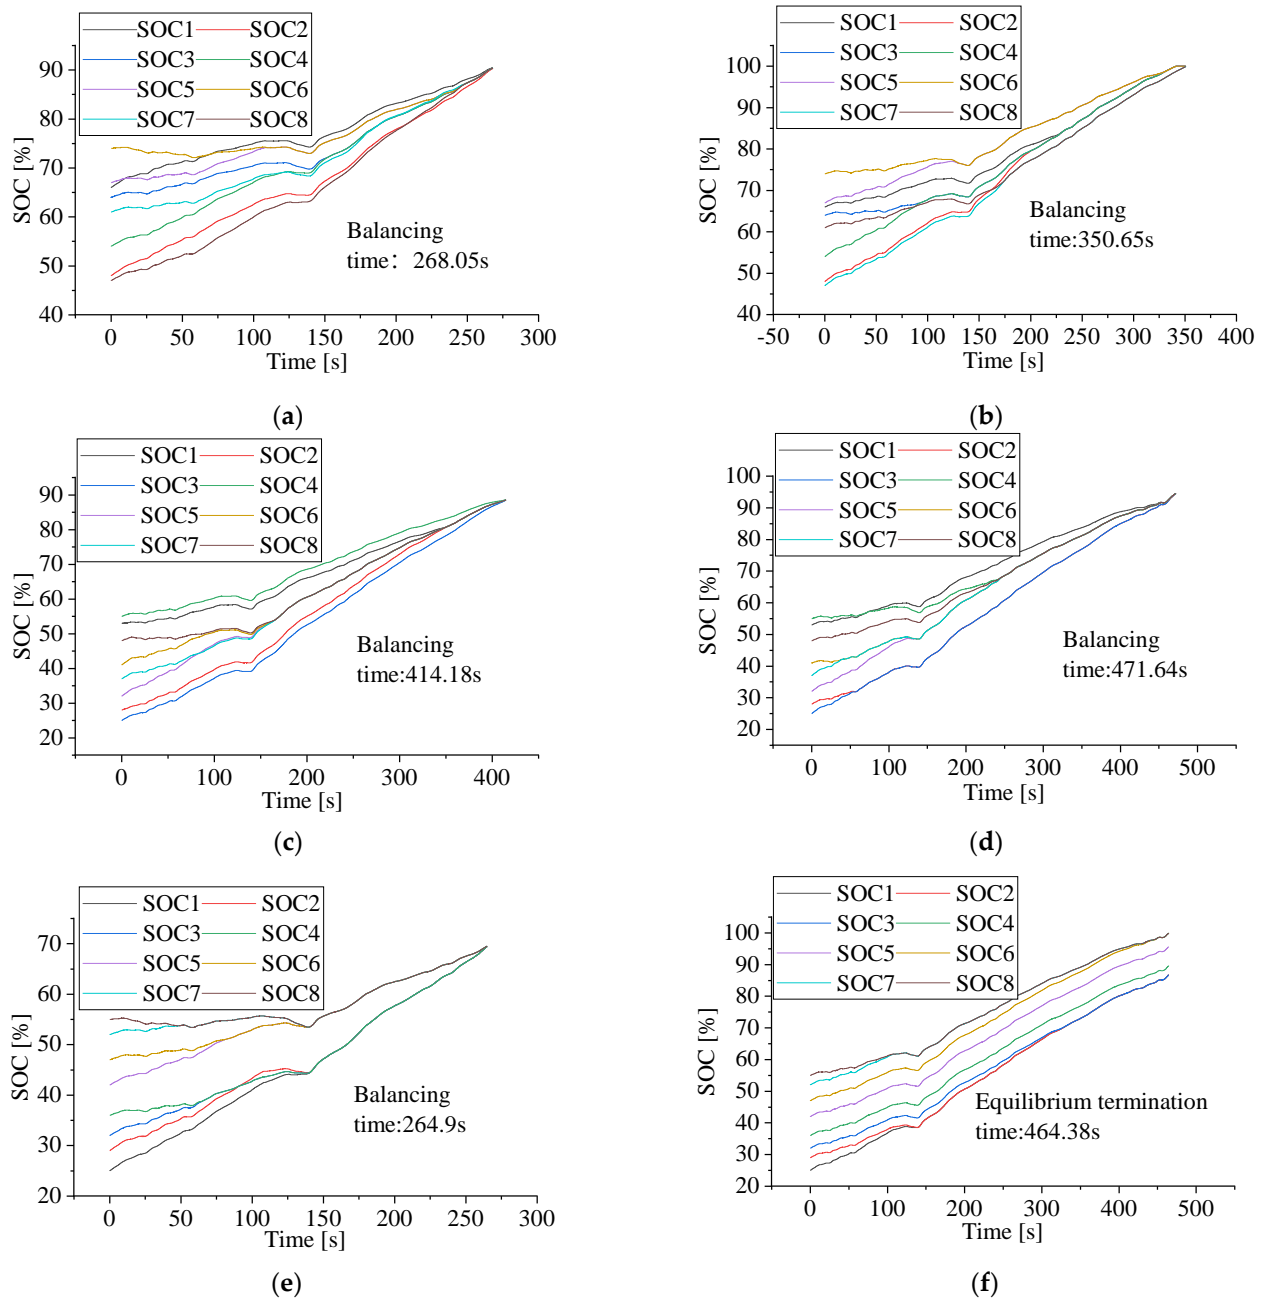 SOC1 SOC2
SOC3 SOC4
SOC5 SOC6
SOC7 SOC8
90
80
70
60
50
40
SOC [%]
Balancing
time: 268.05s
0 50 100 150 200 250 300
Time [s]
(a)
SOC1 SOC2
SOC3 SOC4
SOC5 SOC6
SOC7 SOC8
100
90
80
70
60
50
40
SOC [%]
Balancing
time:350.65s
-50 0 50 100 150 200 250 300 350 400
Time [s]
(b)
SOC1 SOC2
SOC3 SOC4
SOC5 SOC6
SOC7 SOC8
90
80
70
60
50
40
30
20
SOC [%]
Balancing
time:414.18s
0 100 200 300 400
Time [s]
(c)
SOC1 SOC2
SOC3 SOC4
SOC5 SOC6
SOC7 SOC8
100
90
80
70
60
50
40
30
20
SOC [%]
Balancing
time:471.64s
0 100 200 300 400 500
Time [s]
(d)
SOC1 SOC2
SOC3 SOC4
SOC5 SOC6
SOC7 SOC8
70
60
50
40
30
20
SOC [%]
Balancing
time:264.9s
0 50 100 150 200 250 300
Time [s]
(e)
SOC1 SOC2
SOC3 SOC4
SOC5 SOC6
SOC7 SOC8
100
90
80
70
60
50
40
30
20
SOC [%]
Equilibrium termination
time:464.38s
0 100 200 300 400 500
Time [s]
(f)